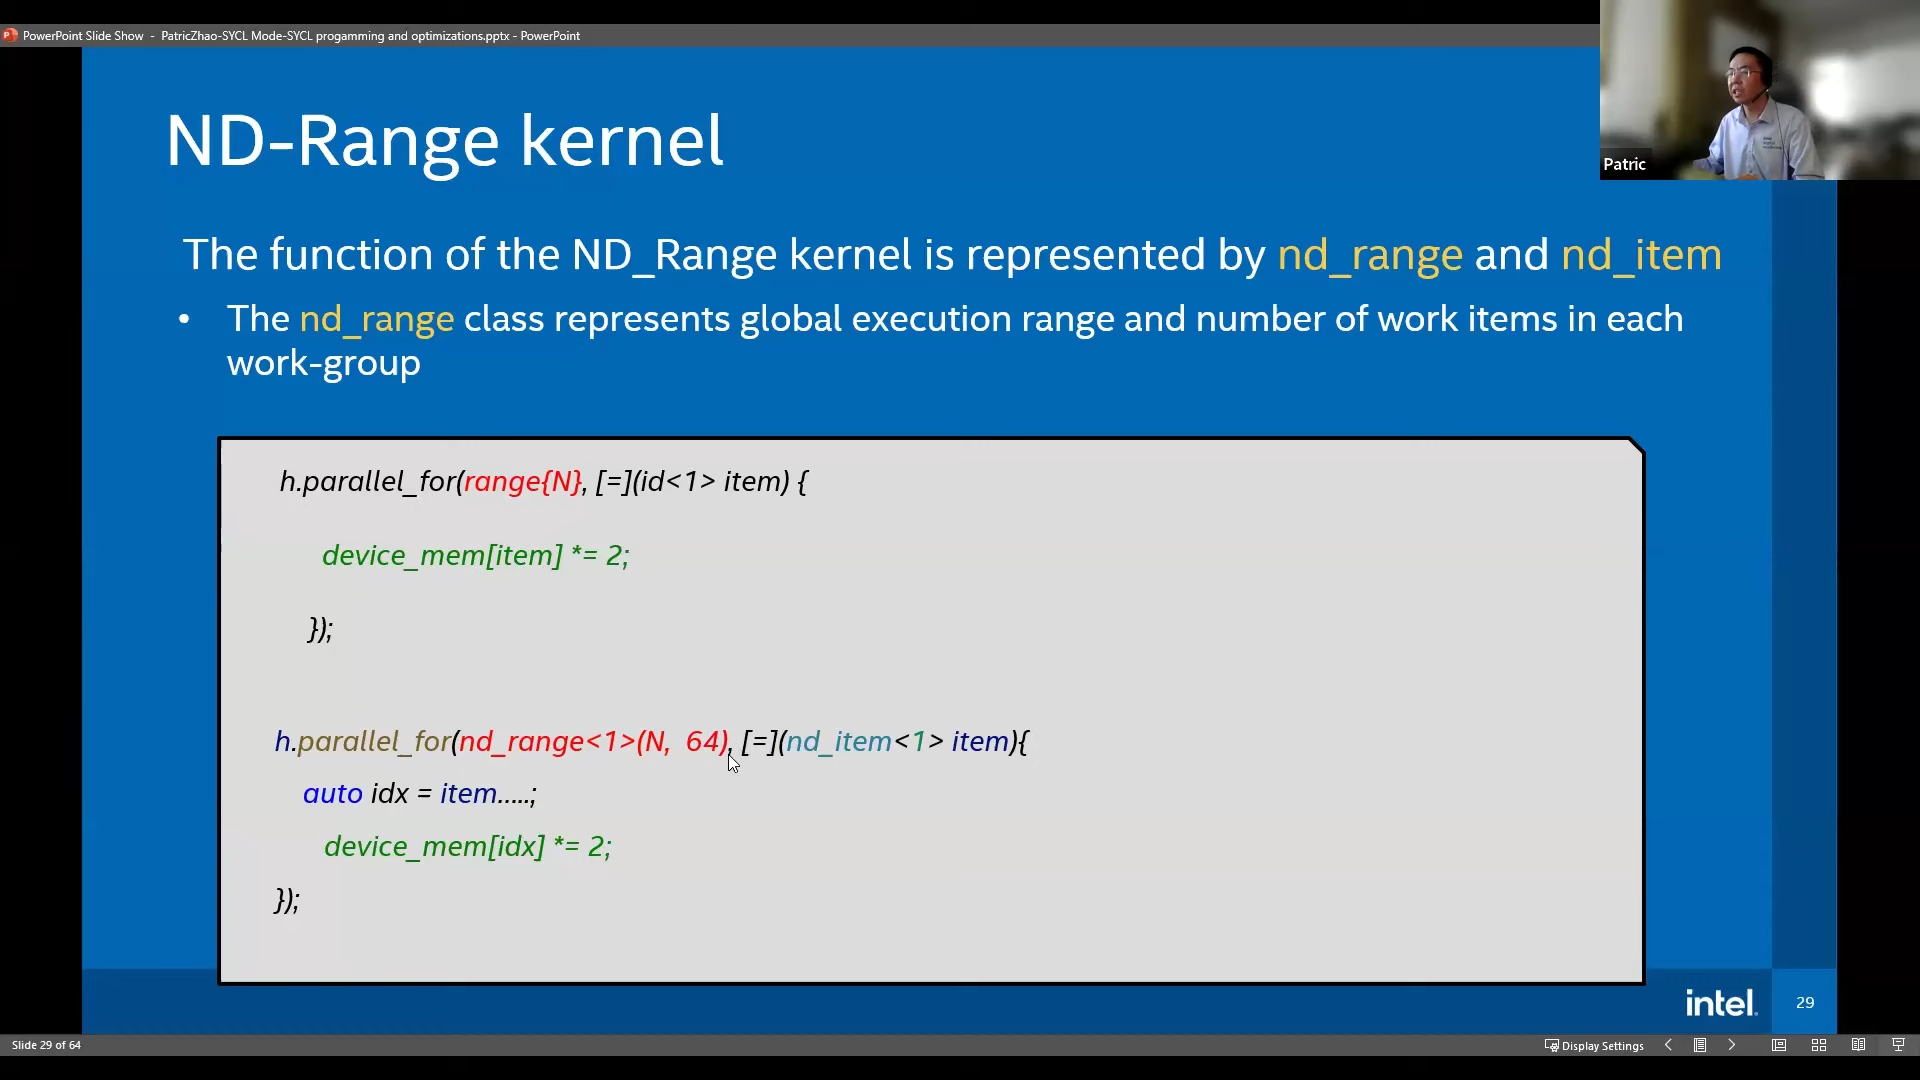 PowerPoint Slide Show - PatricZhao-SYCL Mode-SYCL progamming and optimizations.pptx - PowerPoint
Patric
ND-Range kernel
The function of the ND_Range kernel is represented by nd_range and nd_item
• The nd_range class represents global execution range and number of work items in each
work-group
h.parallel_for(range{N}, [=](id<1> item) {
device_mem[item] *= 2;
});
h.parallel_for(nd_range<1>(N, 64), [=](nd_item<1> item){
auto idx = item.....;
device_mem[idx] *= 2;
});
intel.
29
Slide 29 of 64
Display Settings